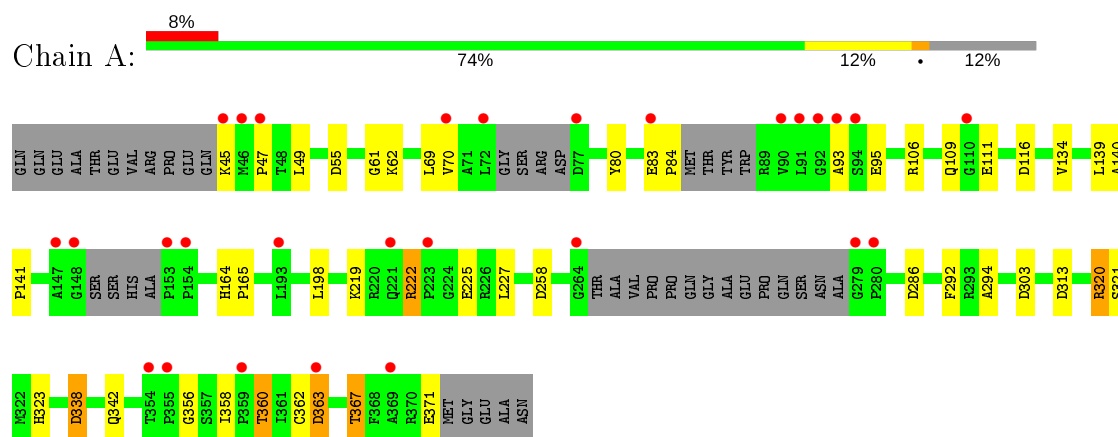 8%
Chain A:
74% 12% • 12%
GLN GLN GLU ALA THR GLU VAL ARG PRO GLU GLN K45 M46 P47 T48 L49 D55 G61 K62 L69 V70 A71 L72 GLY SER ARG ASP D77 Y80 E83 P84 MET THR TYR TRP R89 V90 L91 G92 A93 S94 E95 R106 Q109 G110 E111 D116 V134 L139 A140
P141 A147 G148 SER SER HIS ALA P153 P154 H164 P165 L193 L198 K219 R220 Q221 R222 P223 G224 E225 R226 L227 D258 G264 THR ALA VAL PRO PRO GLN GLY ALA GLU PRO GLN SER ASN ALA G279 P280 D286 F292 R293 A294 D303 D313 R320 S321
M322 H323 D338 Q342 T354 P355 G356 S357 I358 P359 T360 I361 C362 D363 T367 F368 A369 R370 E371 MET GLY GLU ALA ASN